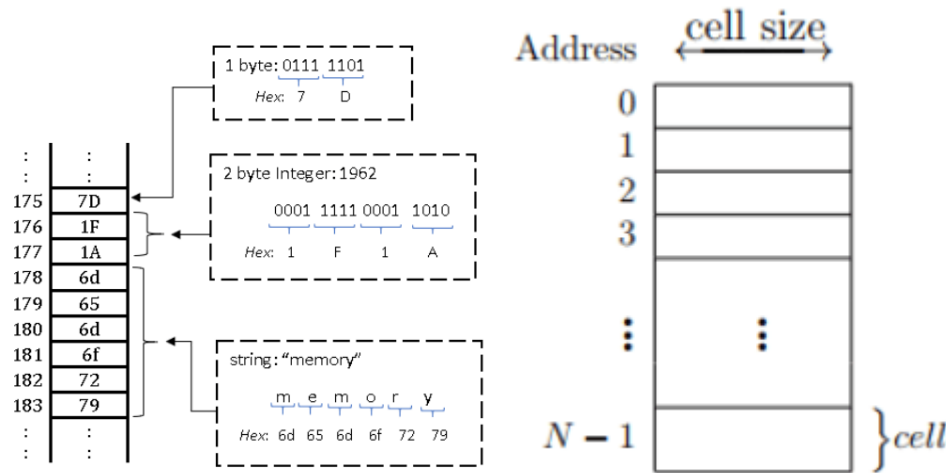 1 byte: 0111 1101
Hex: 7 D
: :
: :
175 7D
176 1F
177 1A
178 6d
179 65
180 6d
181 6f
182 72
183 79
: :
: :
2 byte Integer: 1962
0001 1111 0001 1010
Hex: 1 F 1 A
string: "memory"
m e m o r y
Hex: 6d 65 6d 6f 72 79
cell size
Address
0
1
2
3
⋮ ⋮
N − 1
cell